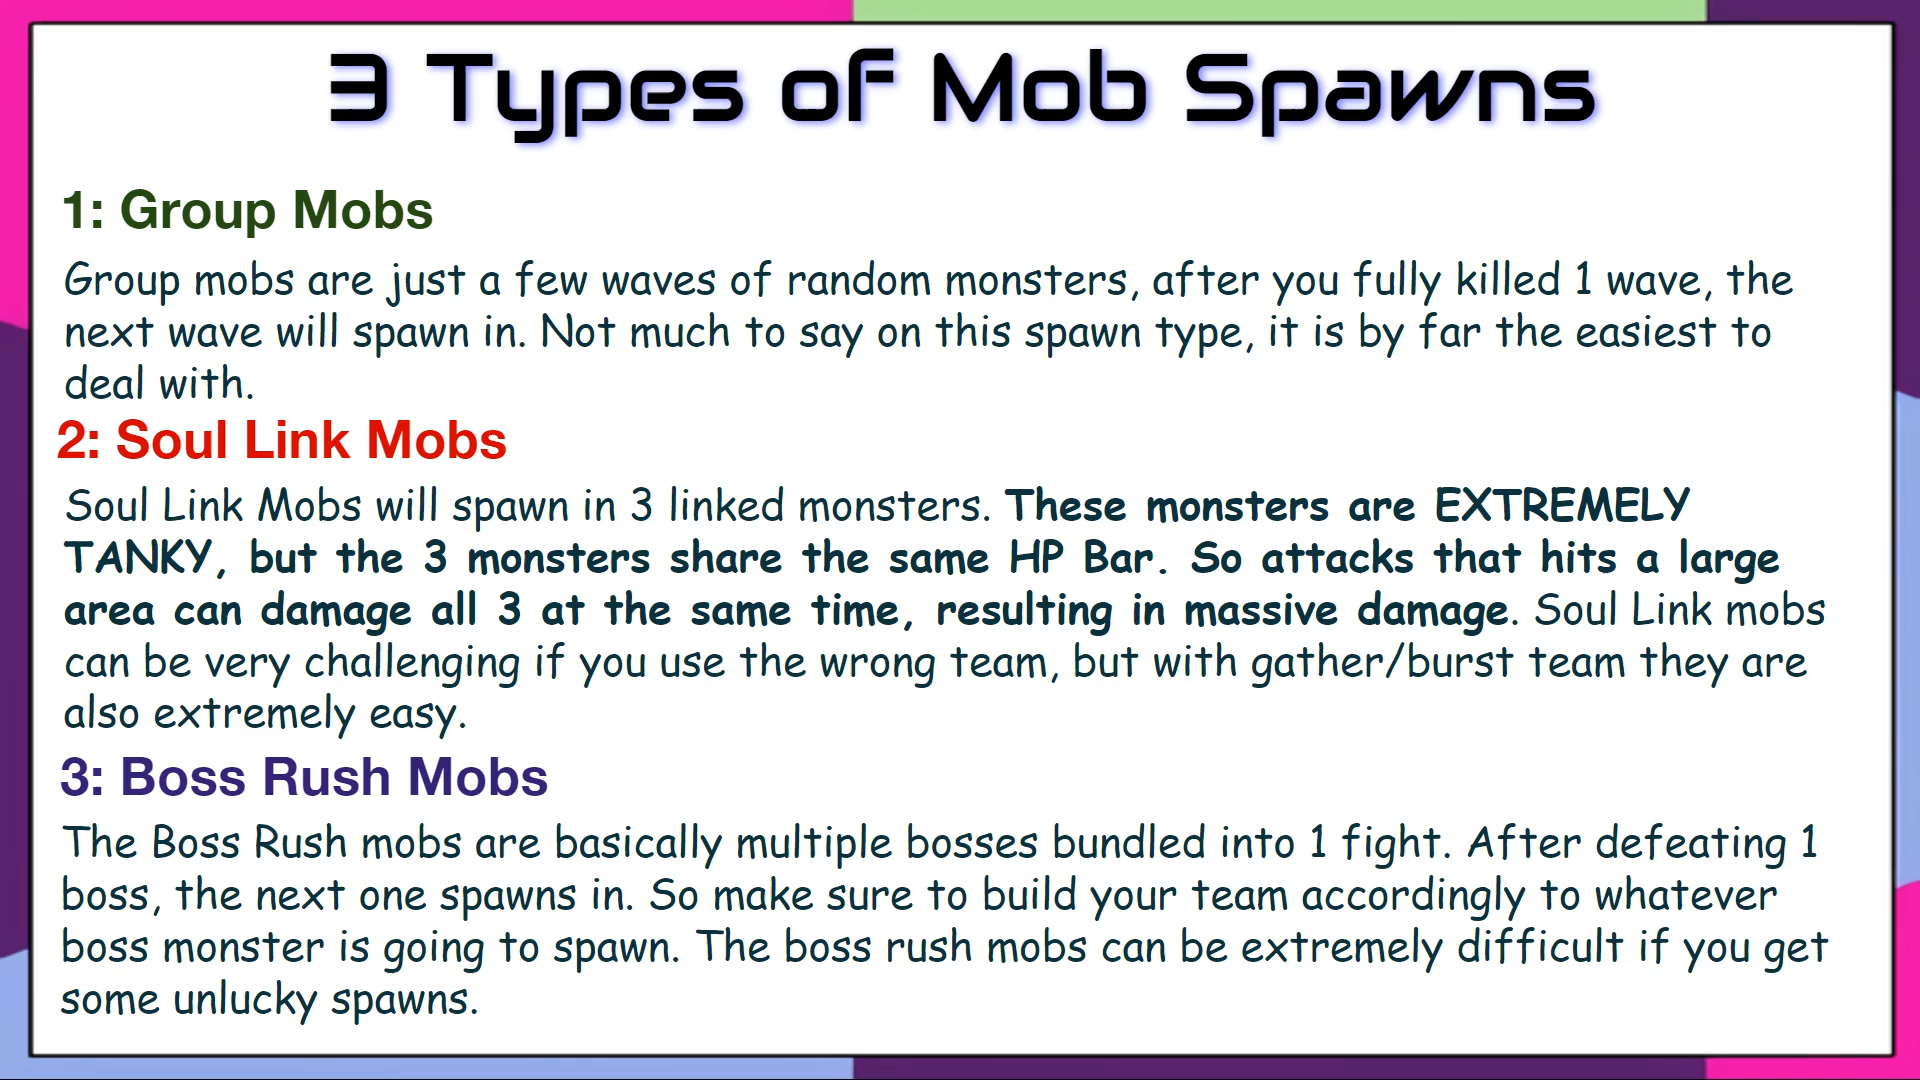 3 Types of Mob Spawns
1: Group Mobs
Group mobs are just a few waves of random monsters, after you fully killed 1 wave, the
next wave will spawn in. Not much to say on this spawn type, it is by far the easiest to
deal with.
2: Soul Link Mobs
Soul Link Mobs will spawn in 3 linked monsters. These monsters are EXTREMELY
TANKY, but the 3 monsters share the same HP Bar. So attacks that hits a large
area can damage all 3 at the same time, resulting in massive damage. Soul Link mobs
can be very challenging if you use the wrong team, but with gather/burst team they are
also extremely easy.
3: Boss Rush Mobs
The Boss Rush mobs are basically multiple bosses bundled into 1 fight. After defeating 1
boss, the next one spawns in. So make sure to build your team accordingly to whatever
boss monster is going to spawn. The boss rush mobs can be extremely difficult if you get
some unlucky spawns.